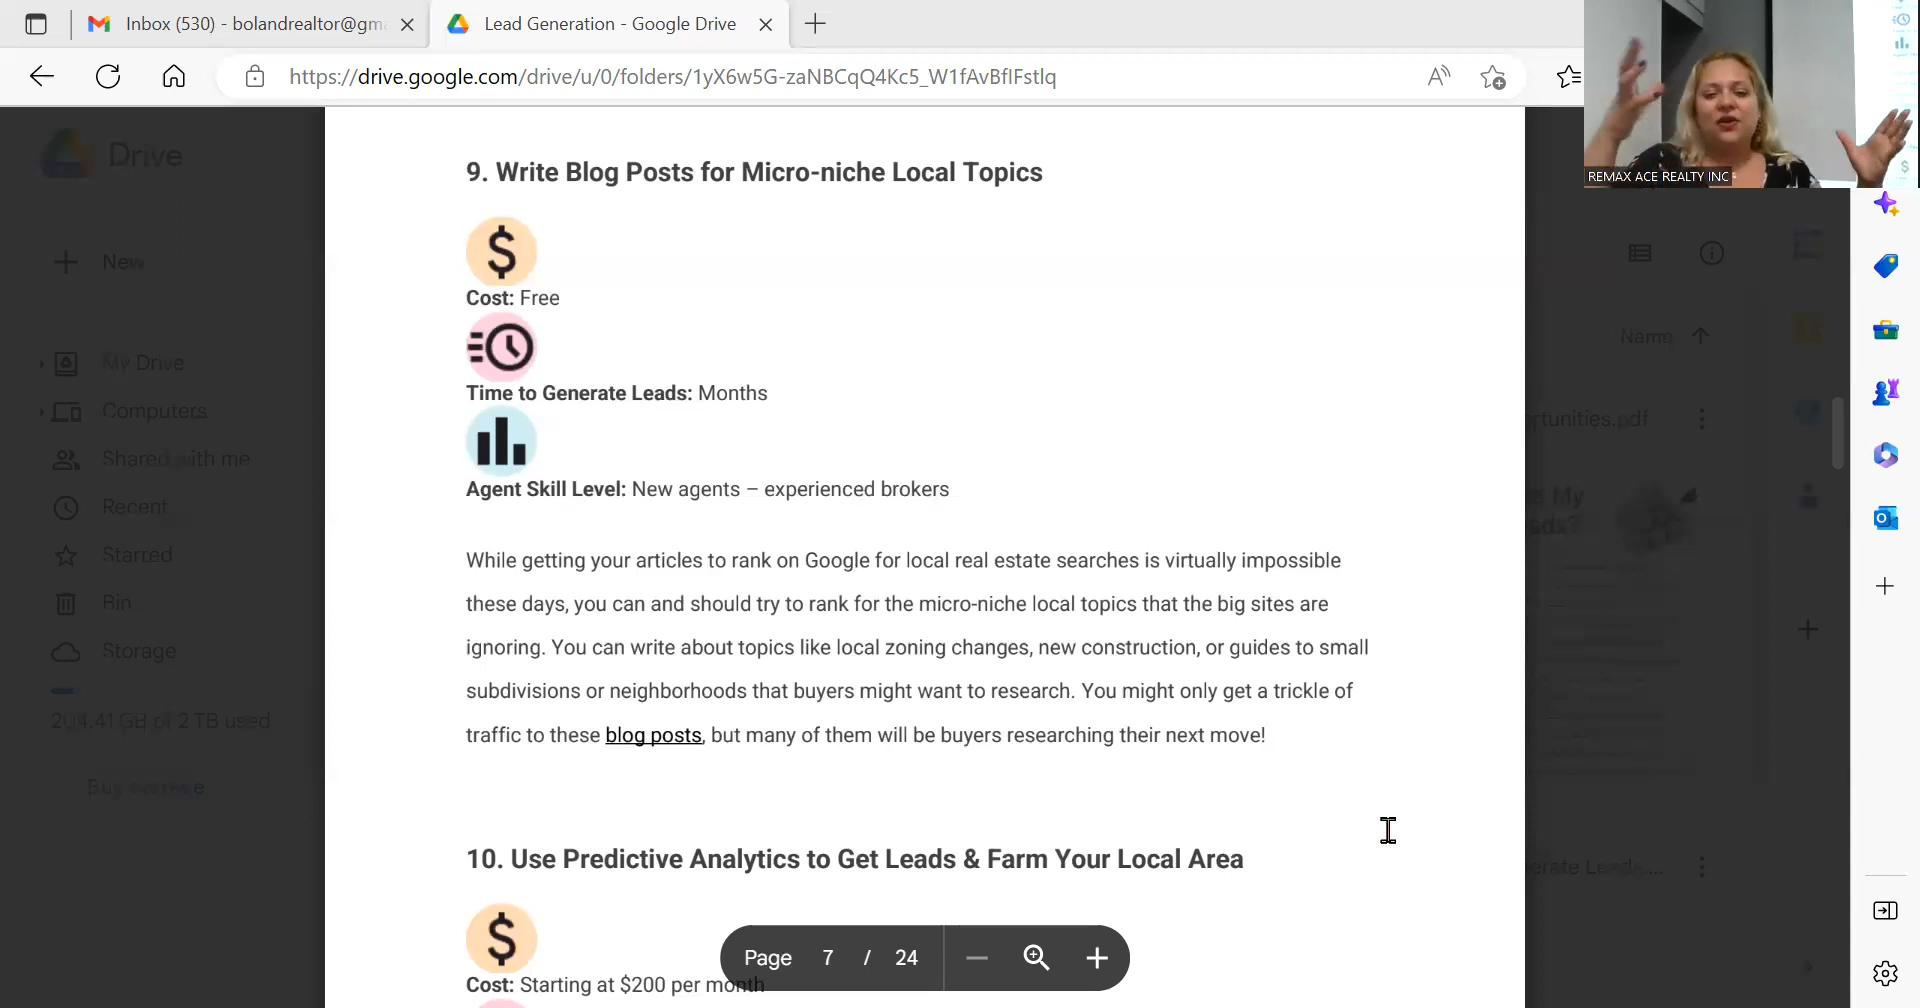 Inbox (530) - bolandrealtor@gm
Lead Generation - Google Drive
https://drive.google.com/drive/u/0/folders/1yX6w5G-zaNBCqQ4Kc5_W1fAvBfIFstlq
REMAX ACE REALTY INC
Drive
New
My Drive
Computers
Shared with me
Recent
Starred
Bin
Storage
204.41 GB of 2 TB used
Name
9. Write Blog Posts for Micro-niche Local Topics
$
Cost: Free
Time to Generate Leads: Months
Agent Skill Level: New agents – experienced brokers
While getting your articles to rank on Google for local real estate searches is virtually impossible
these days, you can and should try to rank for the micro-niche local topics that the big sites are
ignoring. You can write about topics like local zoning changes, new construction, or guides to small
subdivisions or neighborhoods that buyers might want to research. You might only get a trickle of
traffic to these blog posts, but many of them will be buyers researching their next move!
10. Use Predictive Analytics to Get Leads & Farm Your Local Area
$
Cost: Starting at $200 per month
Page 7 / 24